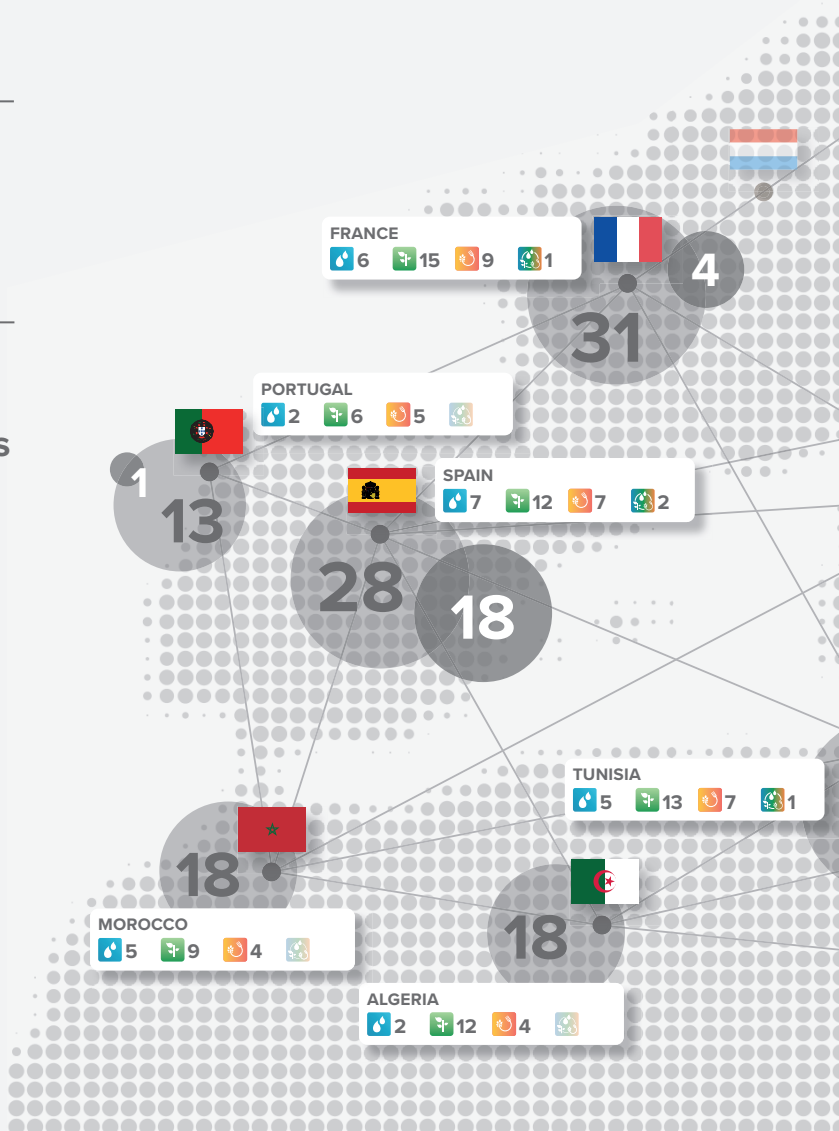 FRANCE
6 15 9 1
4
31
PORTUGAL
2 6 5
S
1
13
SPAIN
7 12 7 2
28
18
TUNISIA
5 13 7 1
18
MOROCCO
5 9 4
18
ALGERIA
2 12 4